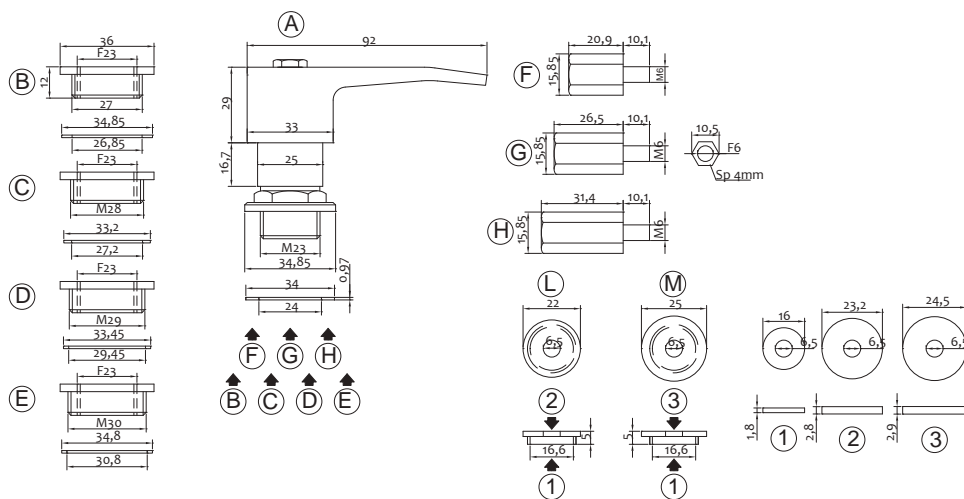 A
92
29
33
16,7
25
M23
34,85
0,97
34
24
F
G
H
B
C
D
E
B
36
F23
12
27
34,85
26,85
C
F23
M28
33,2
27,2
D
F23
M29
33,45
29,45
E
F23
M30
34,8
30,8
F
20,9
10,1
15,85
M6
G
26,5
10,1
15,85
M6
10,5
F6
Sp 4mm
H
31,4
10,1
15,85
M6
L
22
6,5
2
5
16,6
1
M
25
6,5
3
5
16,6
1
16
6,5
1,8
1
23,2
6,5
2,8
2
24,5
6,5
2,9
3